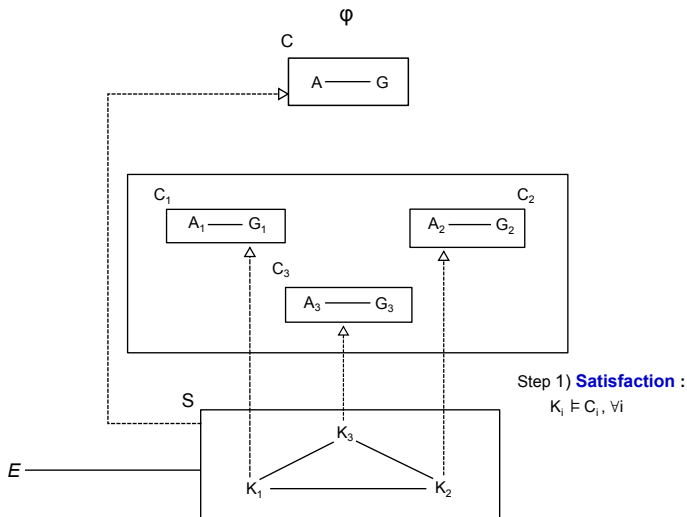 φ
C
A G
C₁ C₂
A₁ G₁ A₂ G₂
C₃
A₃ G₃
Step 1) Satisfaction :
S Kᵢ ⊧ Cᵢ , ∀i
K₃
E
K₁ K₂